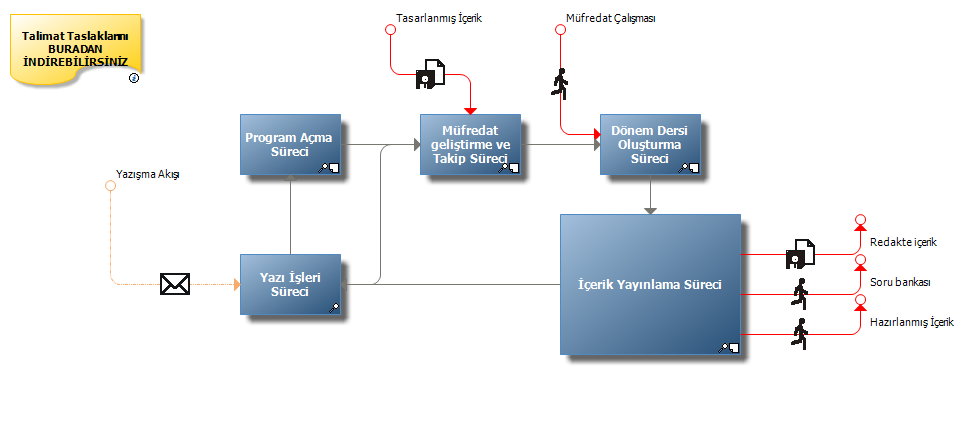 Talimat Taslaklarını
BURADAN
İNDİREBİLİRSİNİZ
Tasarlanmış İçerik
Müfredat Çalışması
Program Açma
Süreci
Müfredat
geliştirme ve
Takip Süreci
Dönem Dersi
Oluşturma
Süreci
Yazışma Akışı
Yazı İşleri
Süreci
İçerik Yayınlama Süreci
Redakte içerik
Soru bankası
Hazırlanmış İçerik